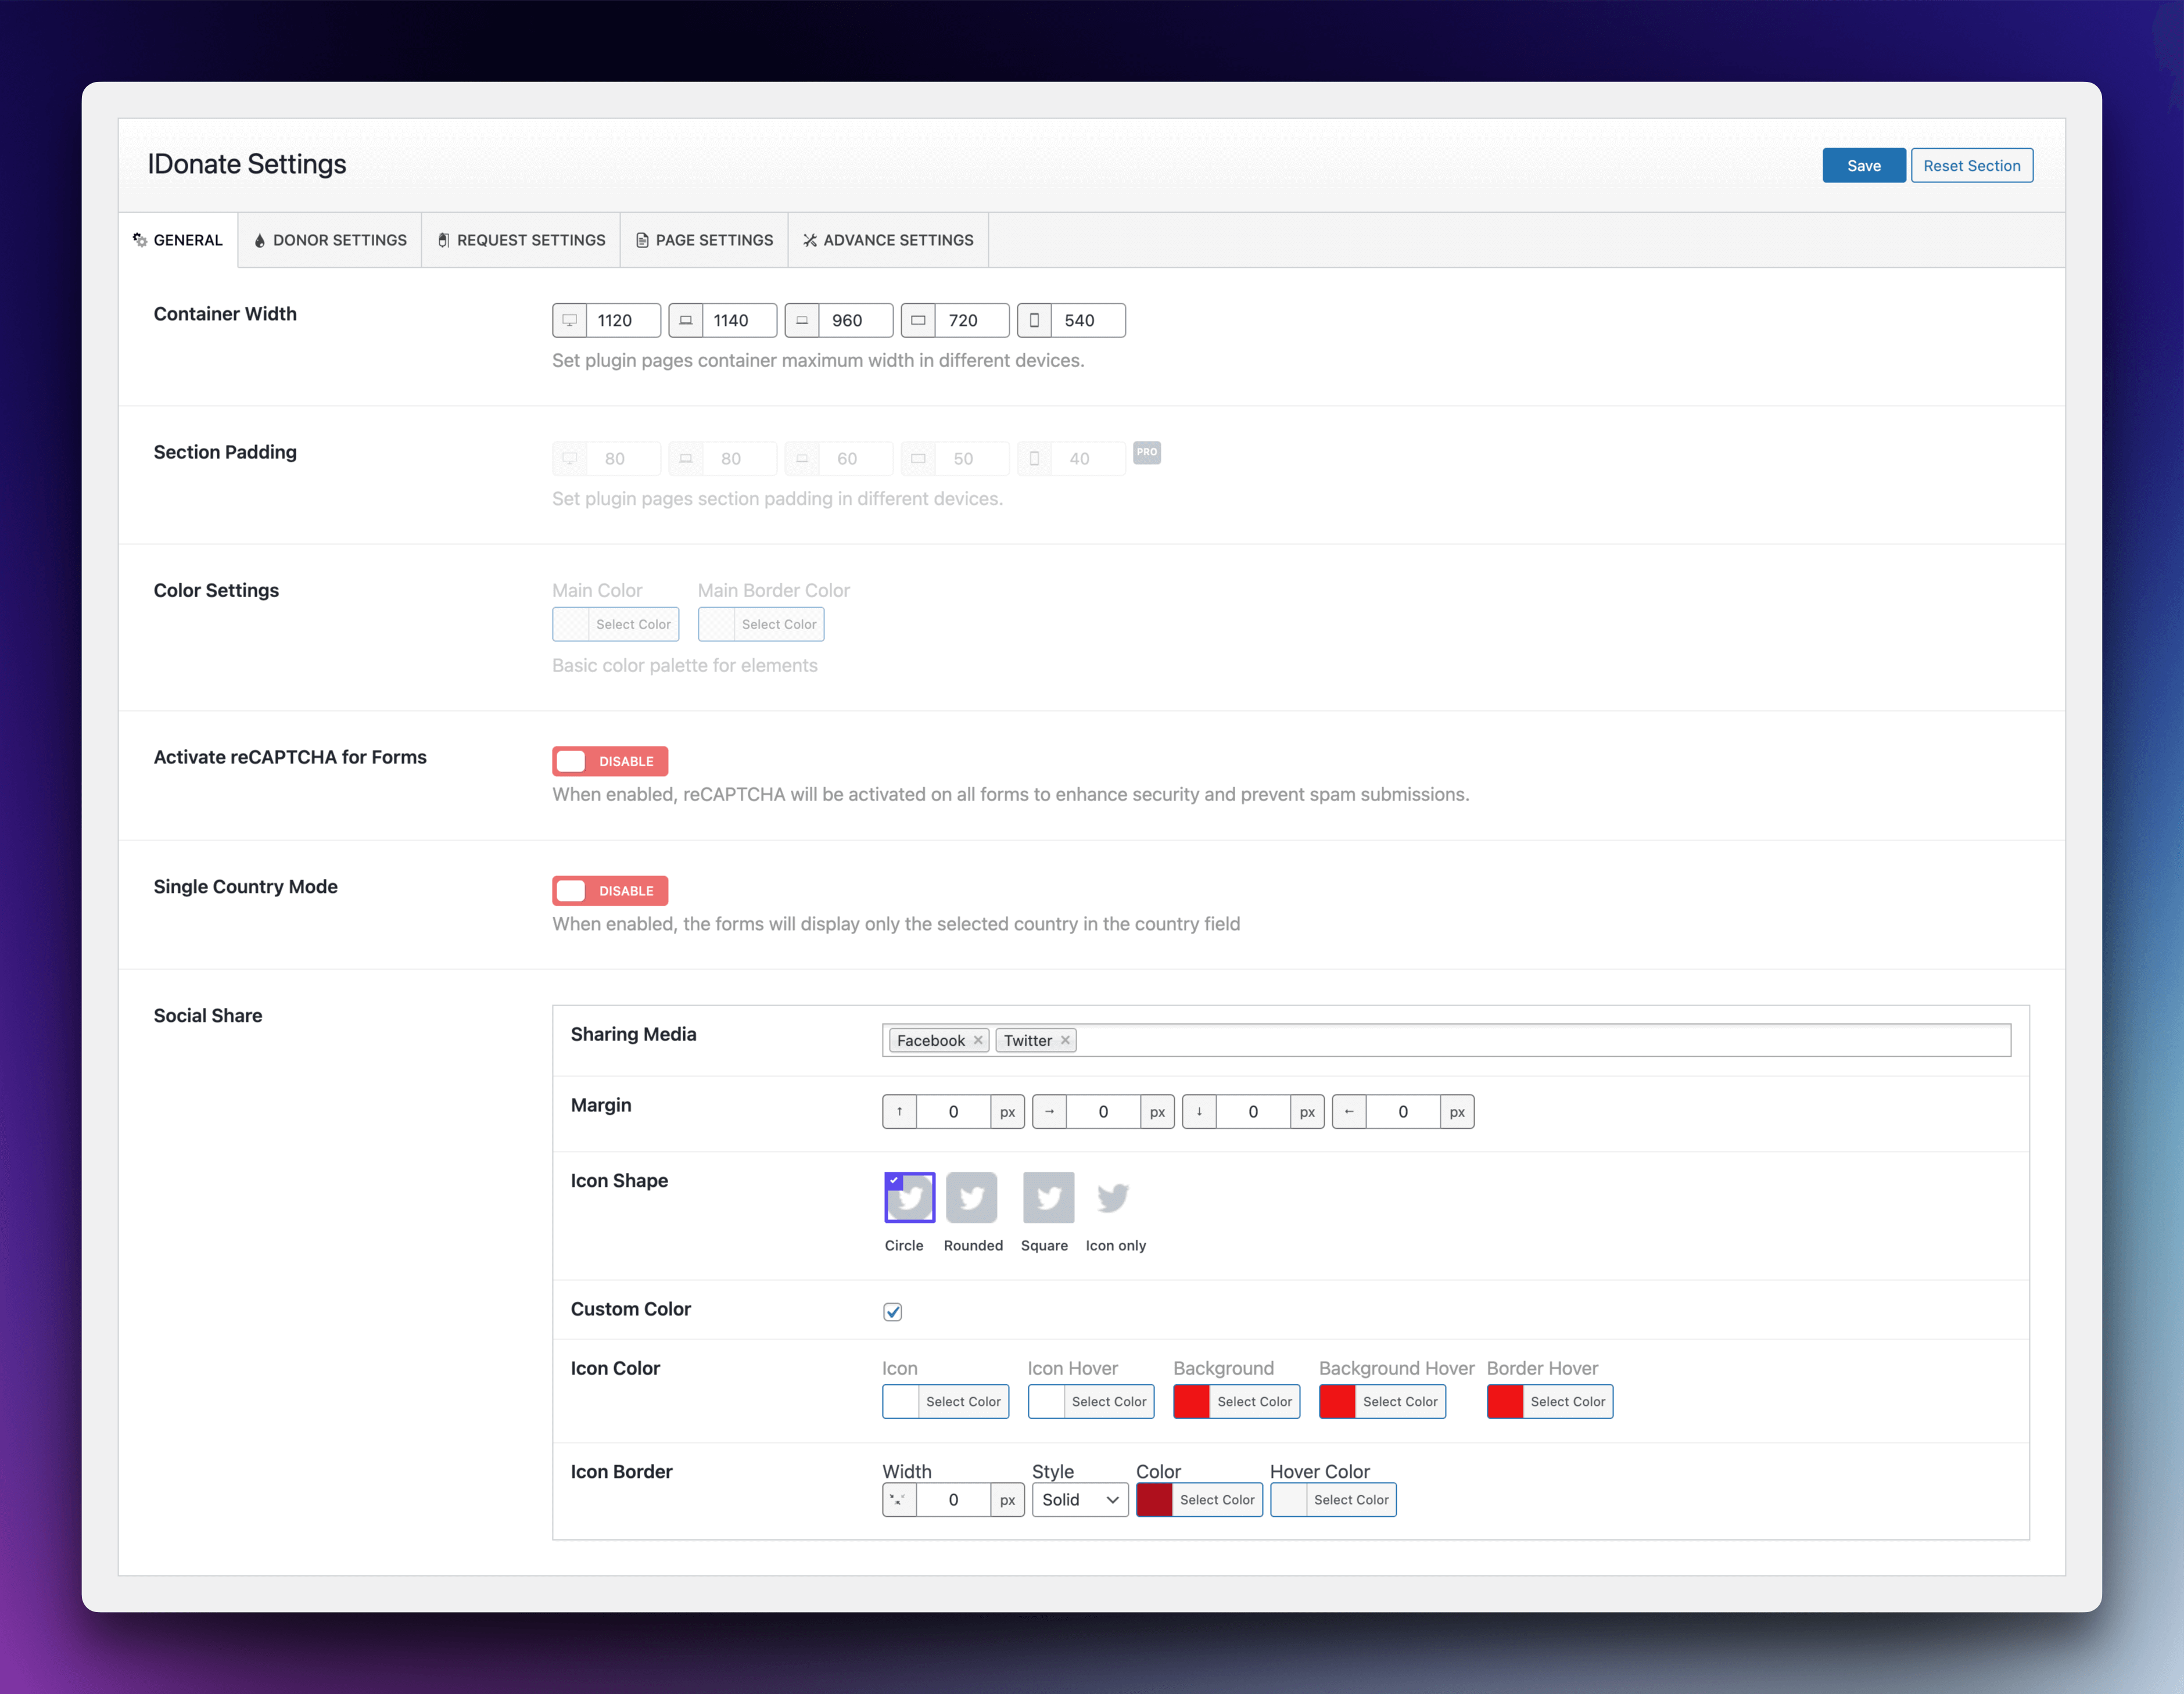 IDonate Settings
Save
Reset Section
GENERAL
DONOR SETTINGS
REQUEST SETTINGS
PAGE SETTINGS
ADVANCE SETTINGS
Container Width
1120 1140 960 720 540
Set plugin pages container maximum width in different devices.
Section Padding
80 80 60 50 40 PRO
Set plugin pages section padding in different devices.
Color Settings
Main Color Main Border Color
Select Color Select Color
Basic color palette for elements
Activate reCAPTCHA for Forms
DISABLE
When enabled, reCAPTCHA will be activated on all forms to enhance security and prevent spam submissions.
Single Country Mode
DISABLE
When enabled, the forms will display only the selected country in the country field
Social Share
Sharing Media
Facebook × Twitter ×
Margin
↑ 0 px → 0 px ↓ 0 px ← 0 px
Icon Shape
Circle Rounded Square Icon only
Custom Color
Icon Color
Icon Icon Hover Background Background Hover Border Hover
Select Color Select Color Select Color Select Color Select Color
Icon Border
Width Style Color Hover Color
0 px Solid Select Color Select Color